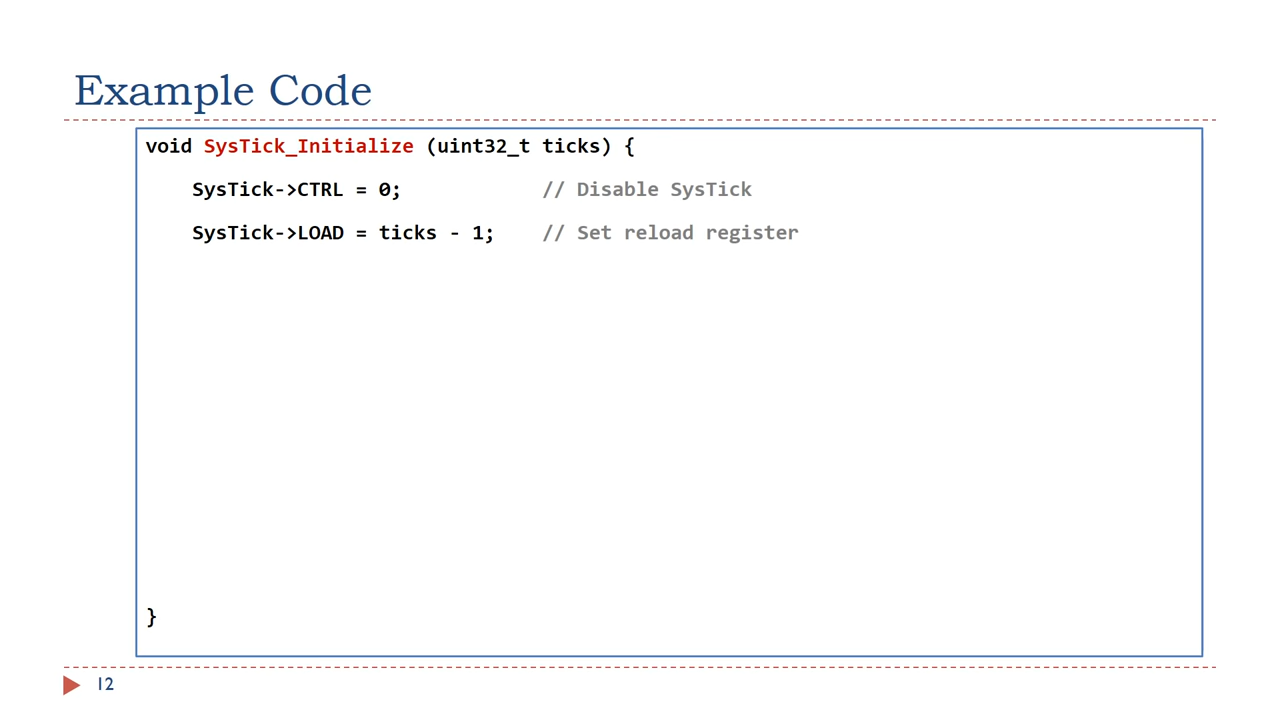 Example Code
void SysTick_Initialize (uint32_t ticks) {
SysTick->CTRL = 0; // Disable SysTick
SysTick->LOAD = ticks - 1; // Set reload register
}
12